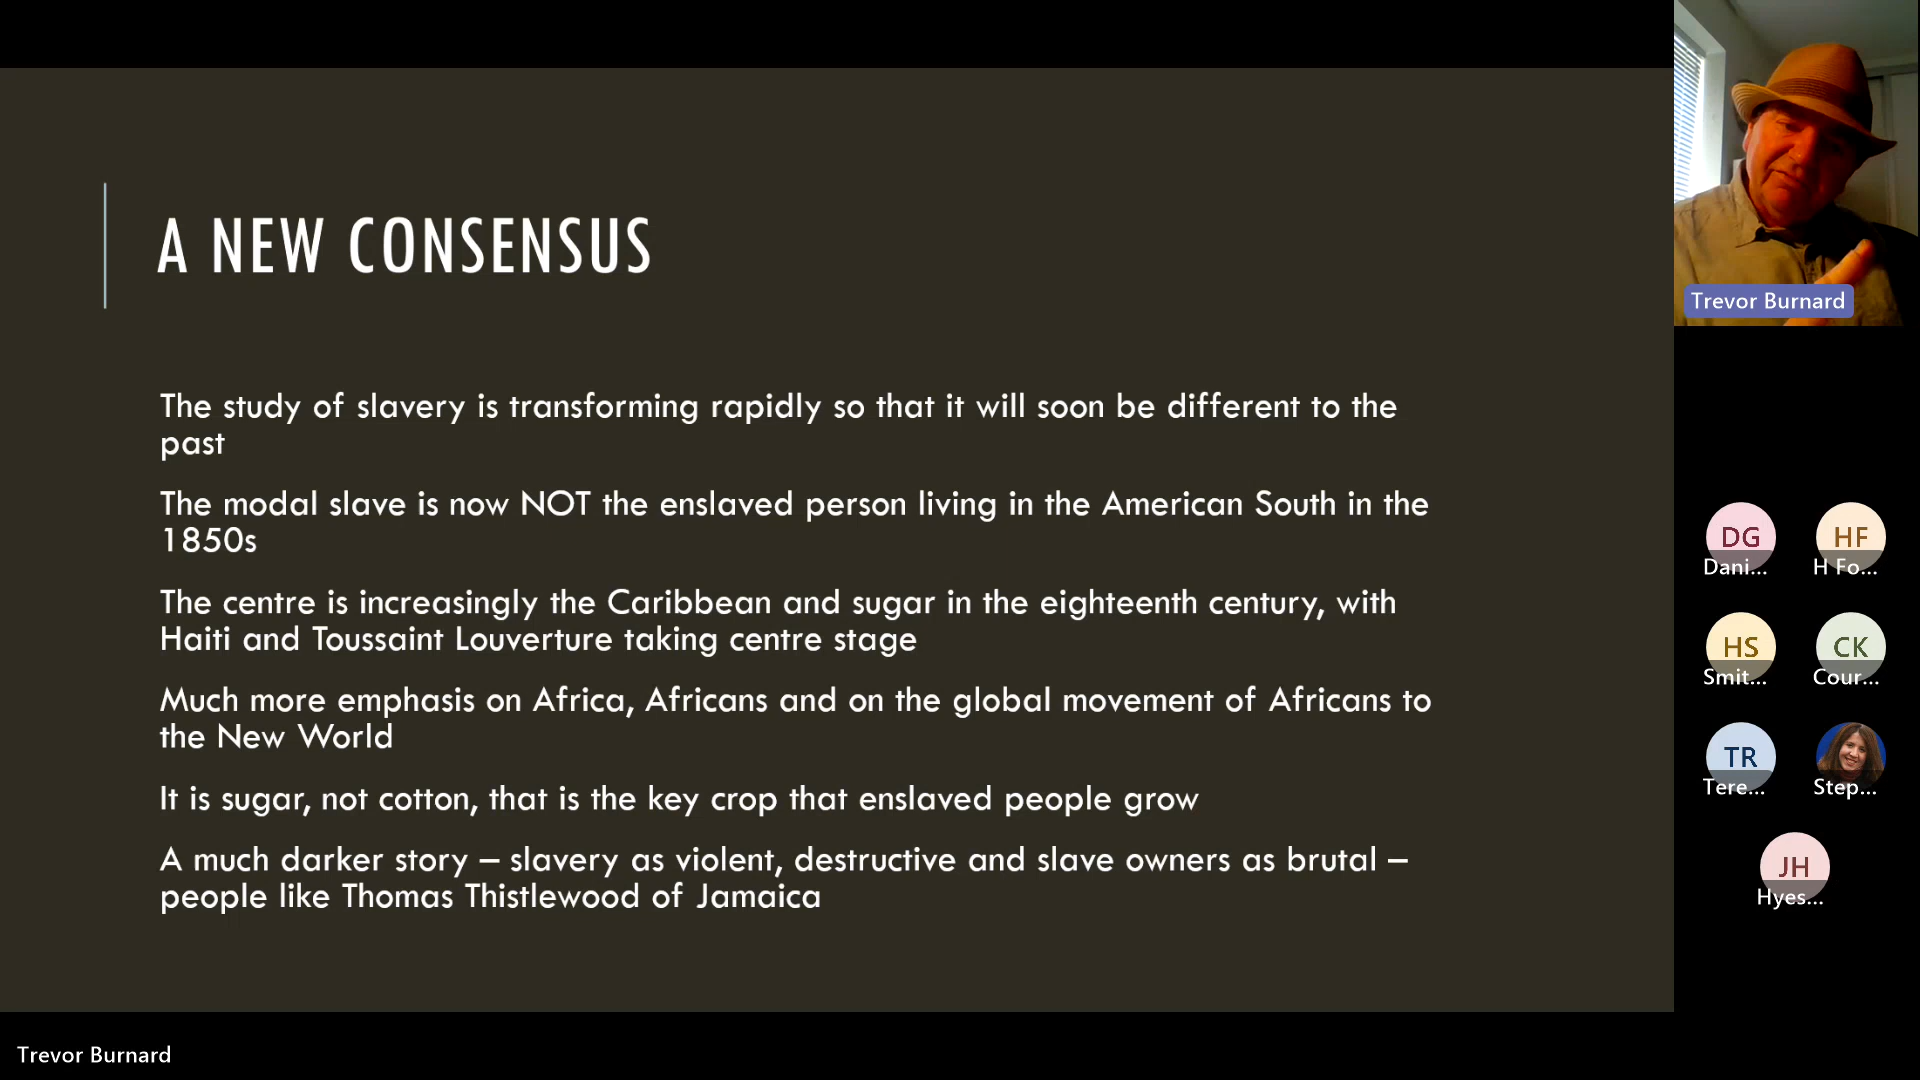 A NEW CONSENSUS
The study of slavery is transforming rapidly so that it will soon be different to the
past
The modal slave is now NOT the enslaved person living in the American South in the
1850s
The centre is increasingly the Caribbean and sugar in the eighteenth century, with
Haiti and Toussaint Louverture taking centre stage
Much more emphasis on Africa, Africans and on the global movement of Africans to
the New World
It is sugar, not cotton, that is the key crop that enslaved people grow
A much darker story – slavery as violent, destructive and slave owners as brutal –
people like Thomas Thistlewood of Jamaica
Trevor Burnard
DG HF
Dani... H Fo...
HS CK
Smit... Cour...
TR
Tere... Step...
JH
Hyes...
Trevor Burnard